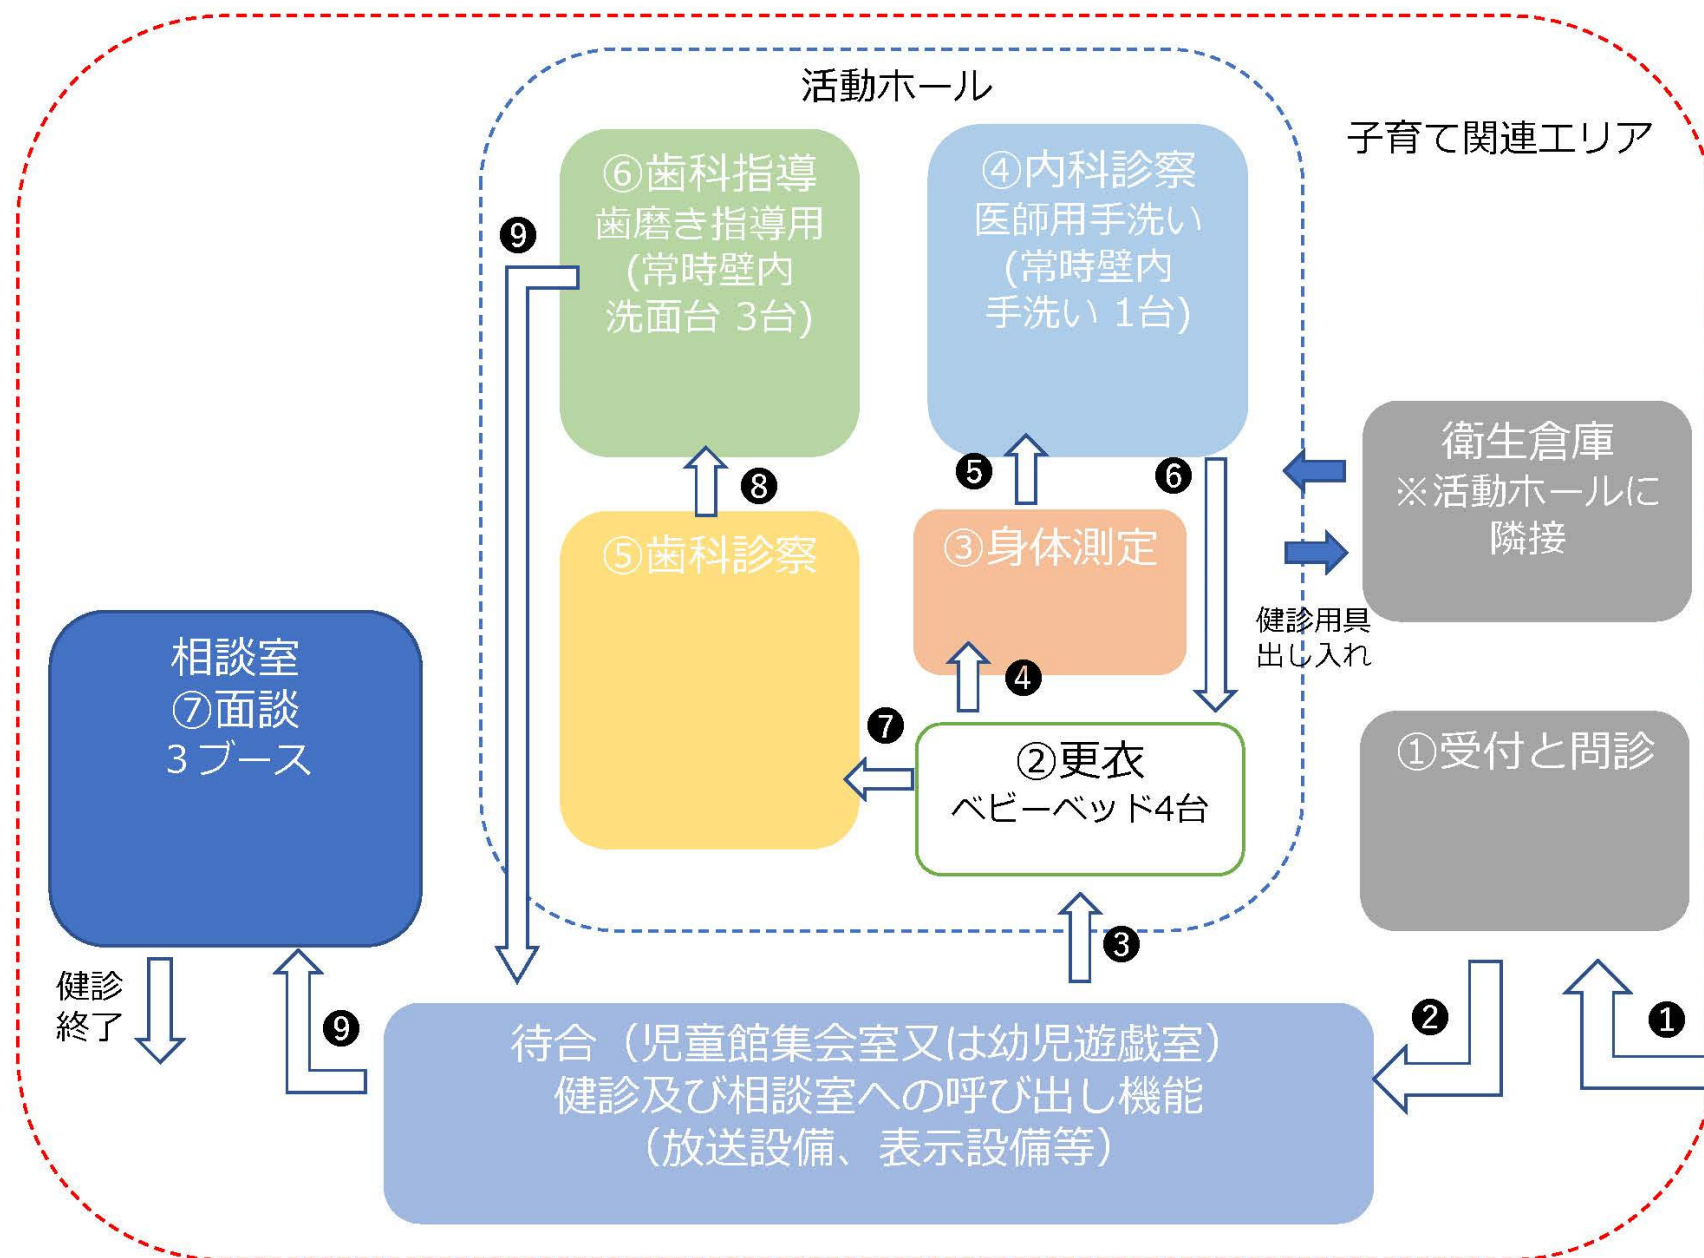 活動ホール
子育て関連エリア
⑥歯科指導
歯磨き指導用
(常時壁内
洗面台 3台)
④内科診察
医師用手洗い
(常時壁内
手洗い 1台)
❾
❽
❺
❻
衛生倉庫
※活動ホールに
隣接
⑤歯科診察
③身体測定
健診用具
出し入れ
相談室
⑦面談
3ブース
❹
❼
②更衣
ベビーベッド4台
①受付と問診
❸
健診
終了
❾
❷
❶
待合（児童館集会室又は幼児遊戯室）
健診及び相談室への呼び出し機能
（放送設備、表示設備等）